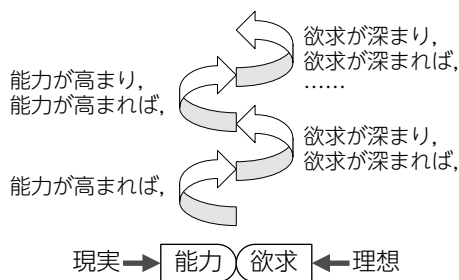 欲求が深まり,
欲求が深まれば,
……
能力が高まり,
能力が高まれば,
欲求が深まり,
欲求が深まれば,
能力が高まれば,
現実 能力 欲求 理想